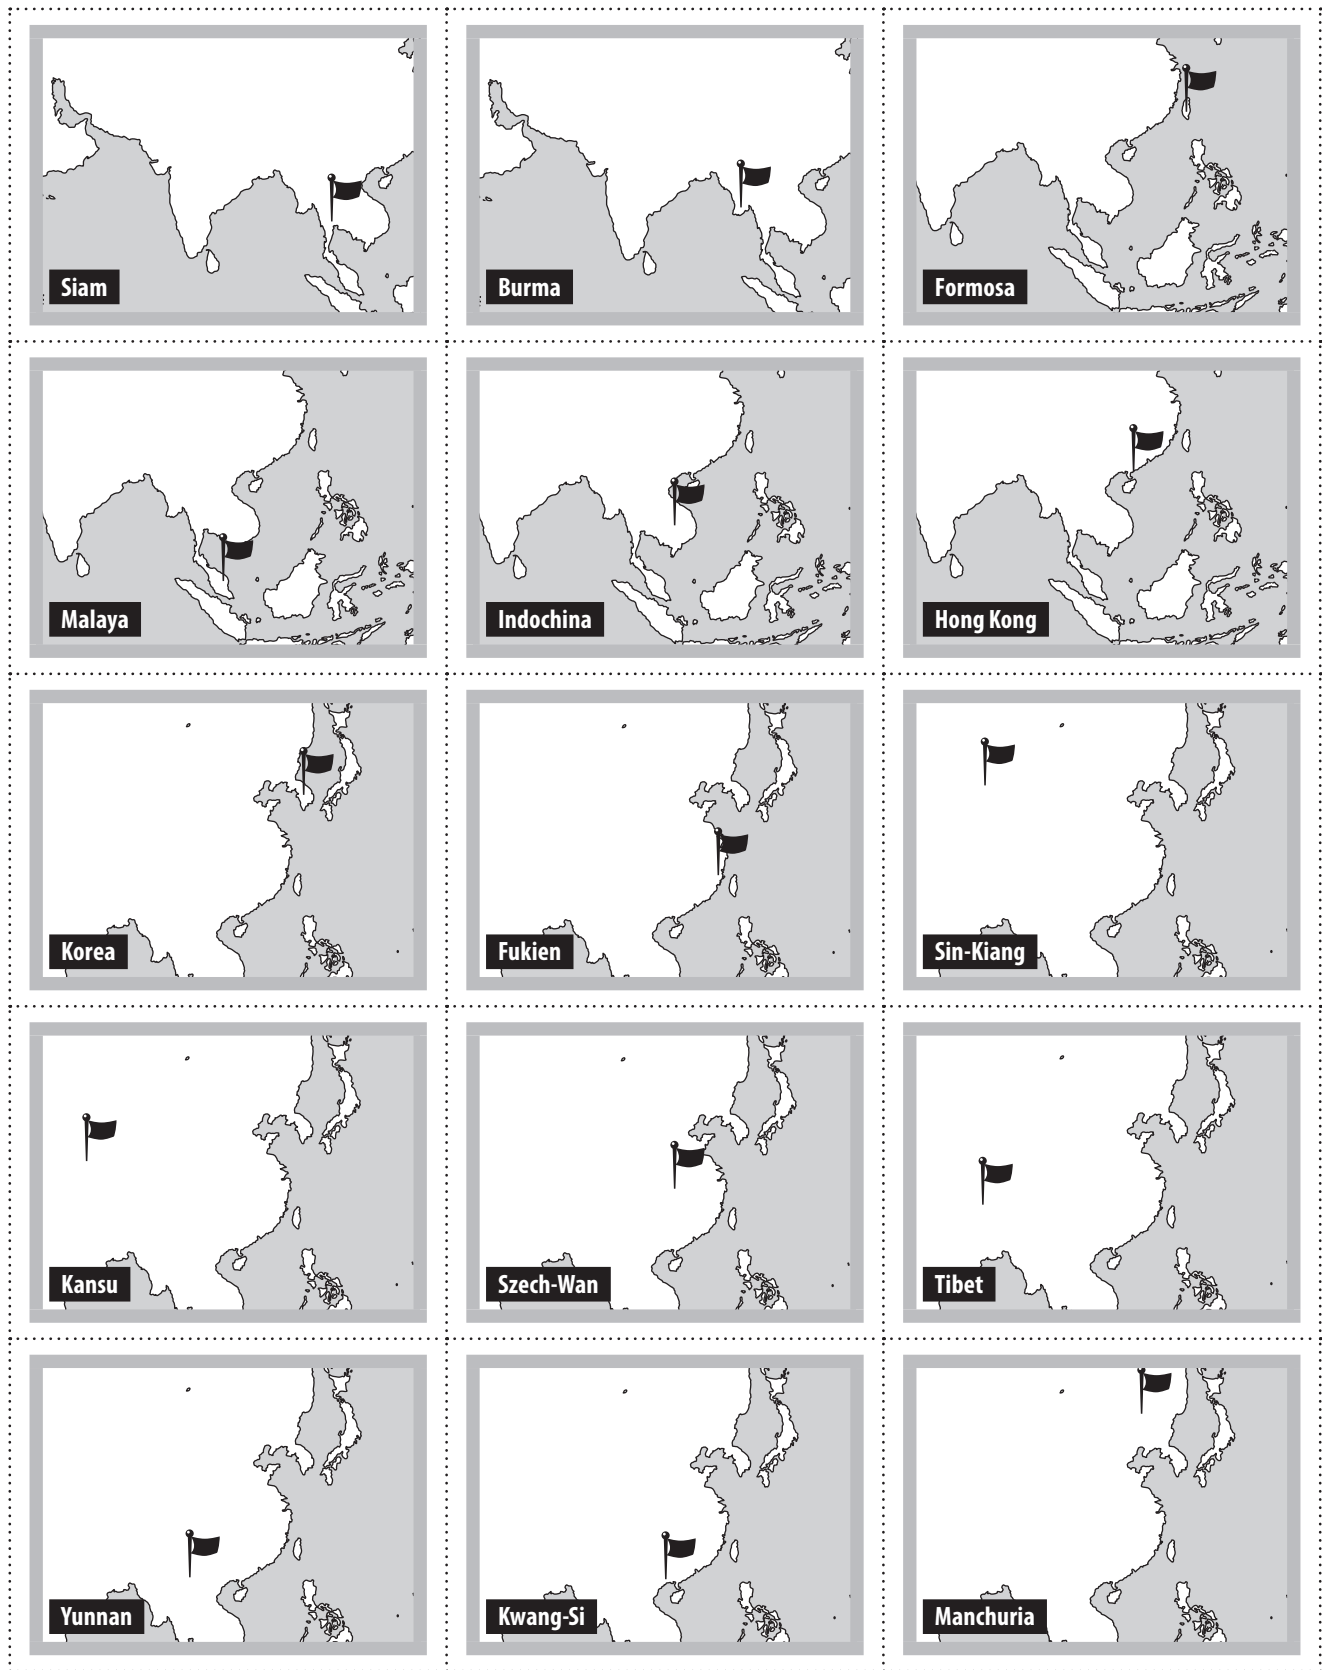 Siam
Burma
Formosa
Malaya
Indochina
Hong Kong
Korea
Fukien
Sin-Kiang
Kansu
Szech-Wan
Tibet
Yunnan
Kwang-Si
Manchuria